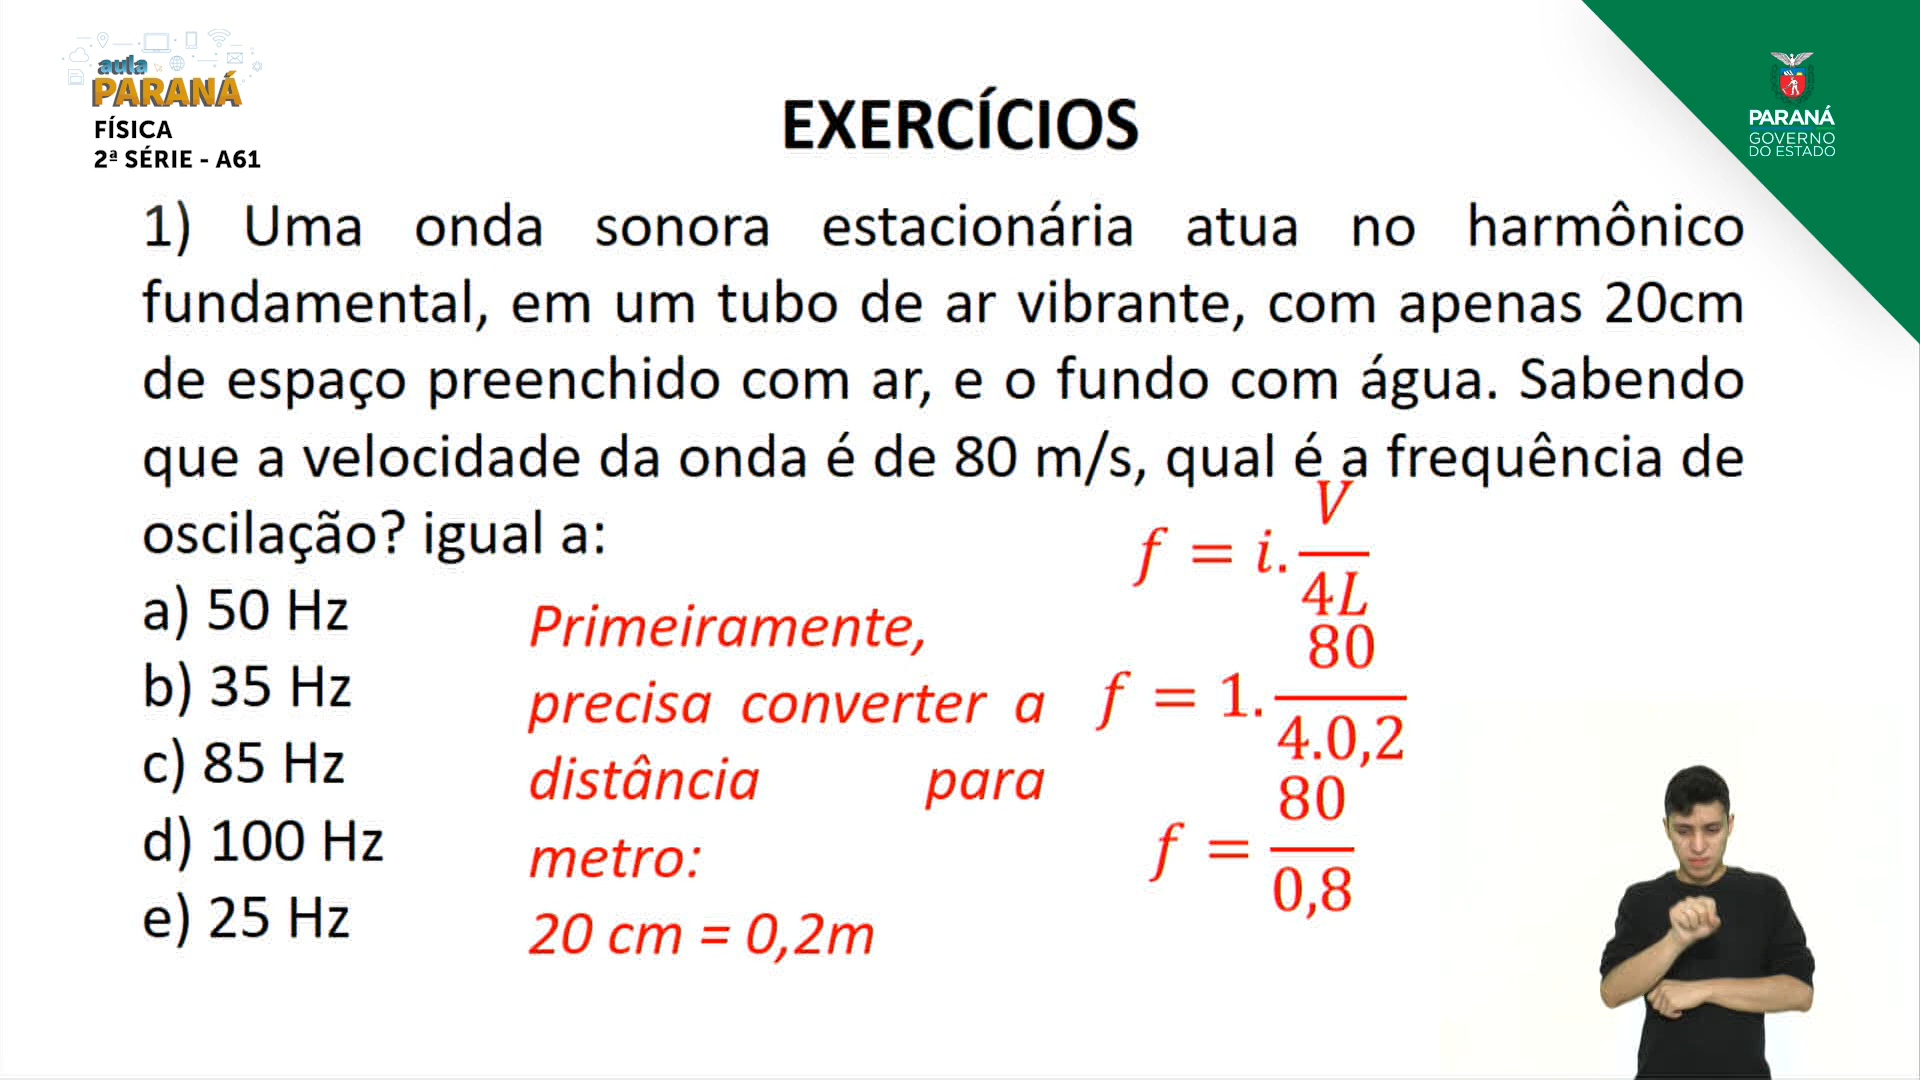 aula
PARANÁ
FÍSICA
2ª SÉRIE - A61
PARANÁ
GOVERNO
DO ESTADO
EXERCÍCIOS
1) Uma onda sonora estacionária atua no harmônico
fundamental, em um tubo de ar vibrante, com apenas 20cm
de espaço preenchido com ar, e o fundo com água. Sabendo
que a velocidade da onda é de 80 m/s, qual é a frequência de
oscilação? igual a:
a) 50 Hz
b) 35 Hz
c) 85 Hz
d) 100 Hz
e) 25 Hz
Primeiramente,
precisa converter a
distância para
metro:
20 cm = 0,2m
f = i. V
4L
f = 1. 80
4.0,2
f = 80
0,8